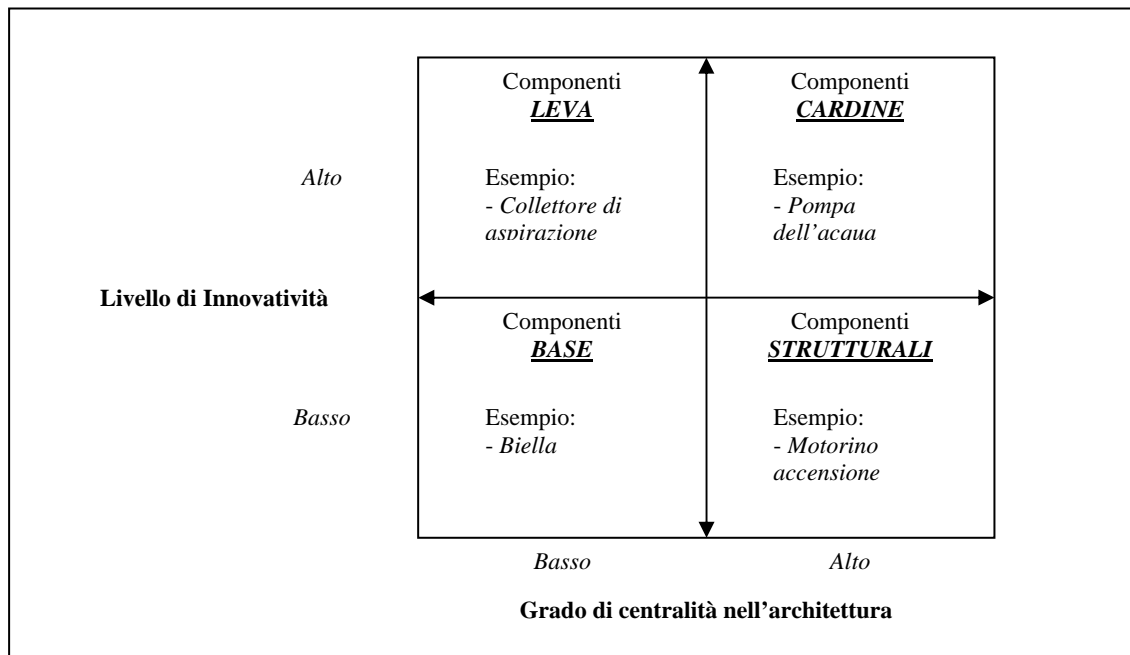 Componenti
LEVA
Componenti
CARDINE
Alto
Esempio:
- Collettore di
aspirazione
Esempio:
- Pompa
dell’acqua
Livello di Innovatività
Componenti
BASE
Componenti
STRUTTURALI
Basso
Esempio:
- Biella
Esempio:
- Motorino
accensione
Basso
Alto
Grado di centralità nell’architettura